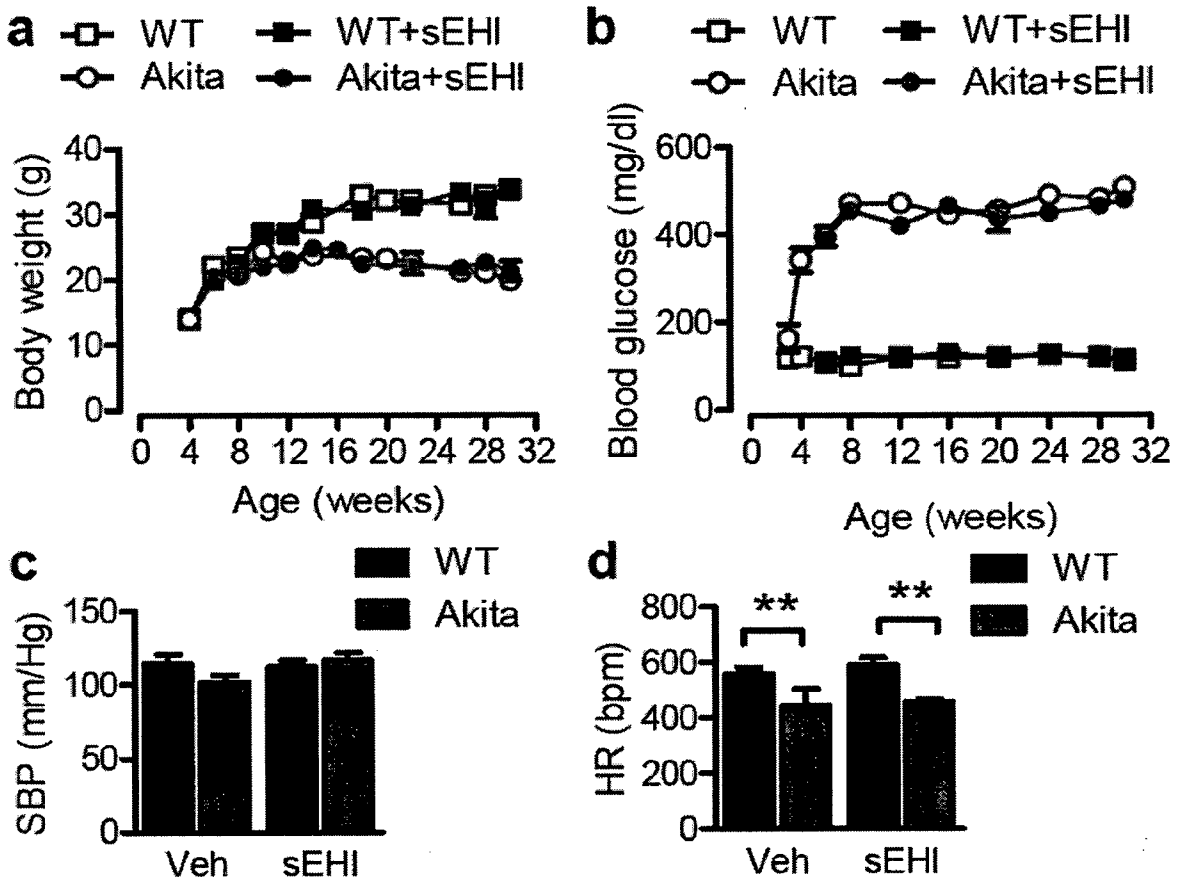 a WT WT+sEHI
Akita Akita+sEHI
Body weight (g)
40
30
20
10
0
0 4 8 12 16 20 24 28 32
Age (weeks)
b WT WT+sEHI
Akita Akita+sEHI
Blood glucose (mg/dl)
600
400
200
0
0 4 8 12 16 20 24 28 32
Age (weeks)
c WT
Akita
SBP (mm/Hg)
150
100
50
0
Veh sEHI
d WT
Akita
HR (bpm)
800
600
400
200
0
** **
Veh sEHI